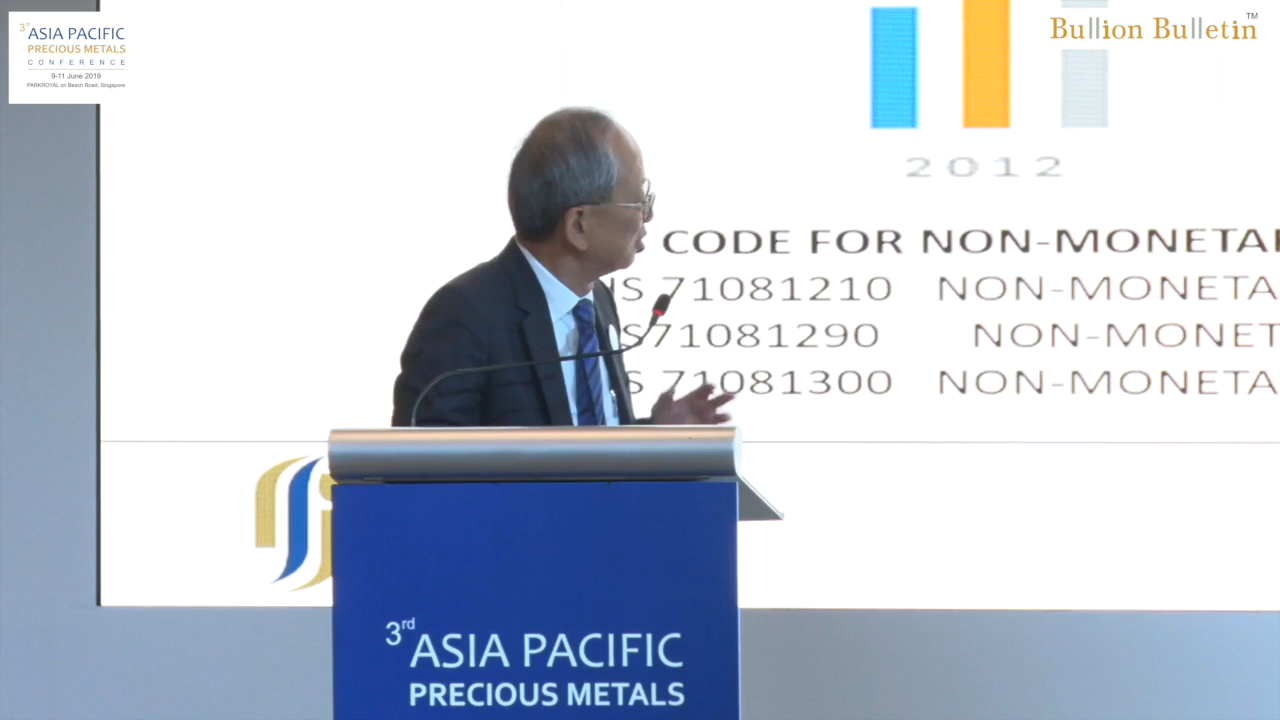 3rd ASIA PACIFIC
PRECIOUS METALS
CONFERENCE
9-11 June 2019
PARKROYAL on Beach Road, Singapore
Bullion Bulletin™
2012
CODE FOR NON-MONETA
71081210 NON-MONETA
71081290 NON-MONET
71081300 NON-MONETA
3rd ASIA PACIFIC
PRECIOUS METALS